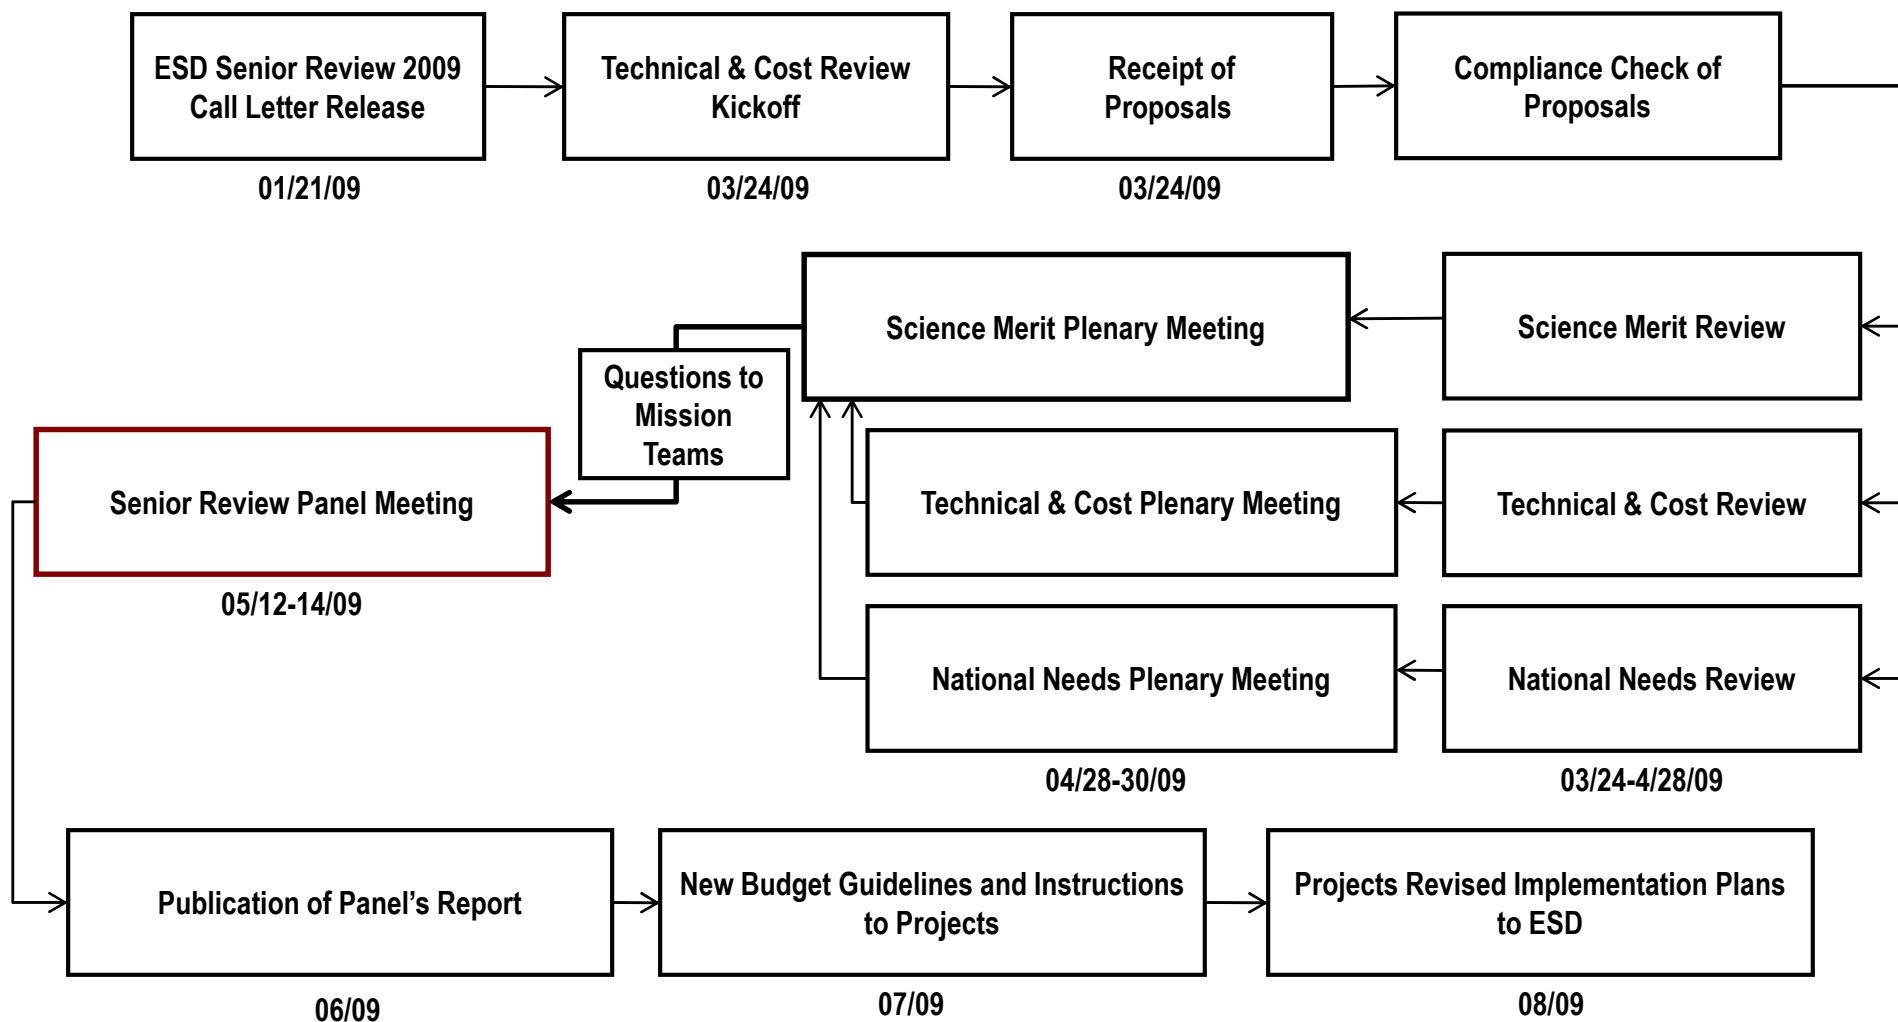 ESD Senior Review 2009
Call Letter Release
01/21/09
Technical & Cost Review
Kickoff
03/24/09
Receipt of
Proposals
03/24/09
Compliance Check of
Proposals
Science Merit Plenary Meeting
Science Merit Review
Questions to
Mission
Teams
Senior Review Panel Meeting
05/12-14/09
Technical & Cost Plenary Meeting
Technical & Cost Review
National Needs Plenary Meeting
04/28-30/09
National Needs Review
03/24-4/28/09
Publication of Panel’s Report
06/09
New Budget Guidelines and Instructions
to Projects
07/09
Projects Revised Implementation Plans
to ESD
08/09